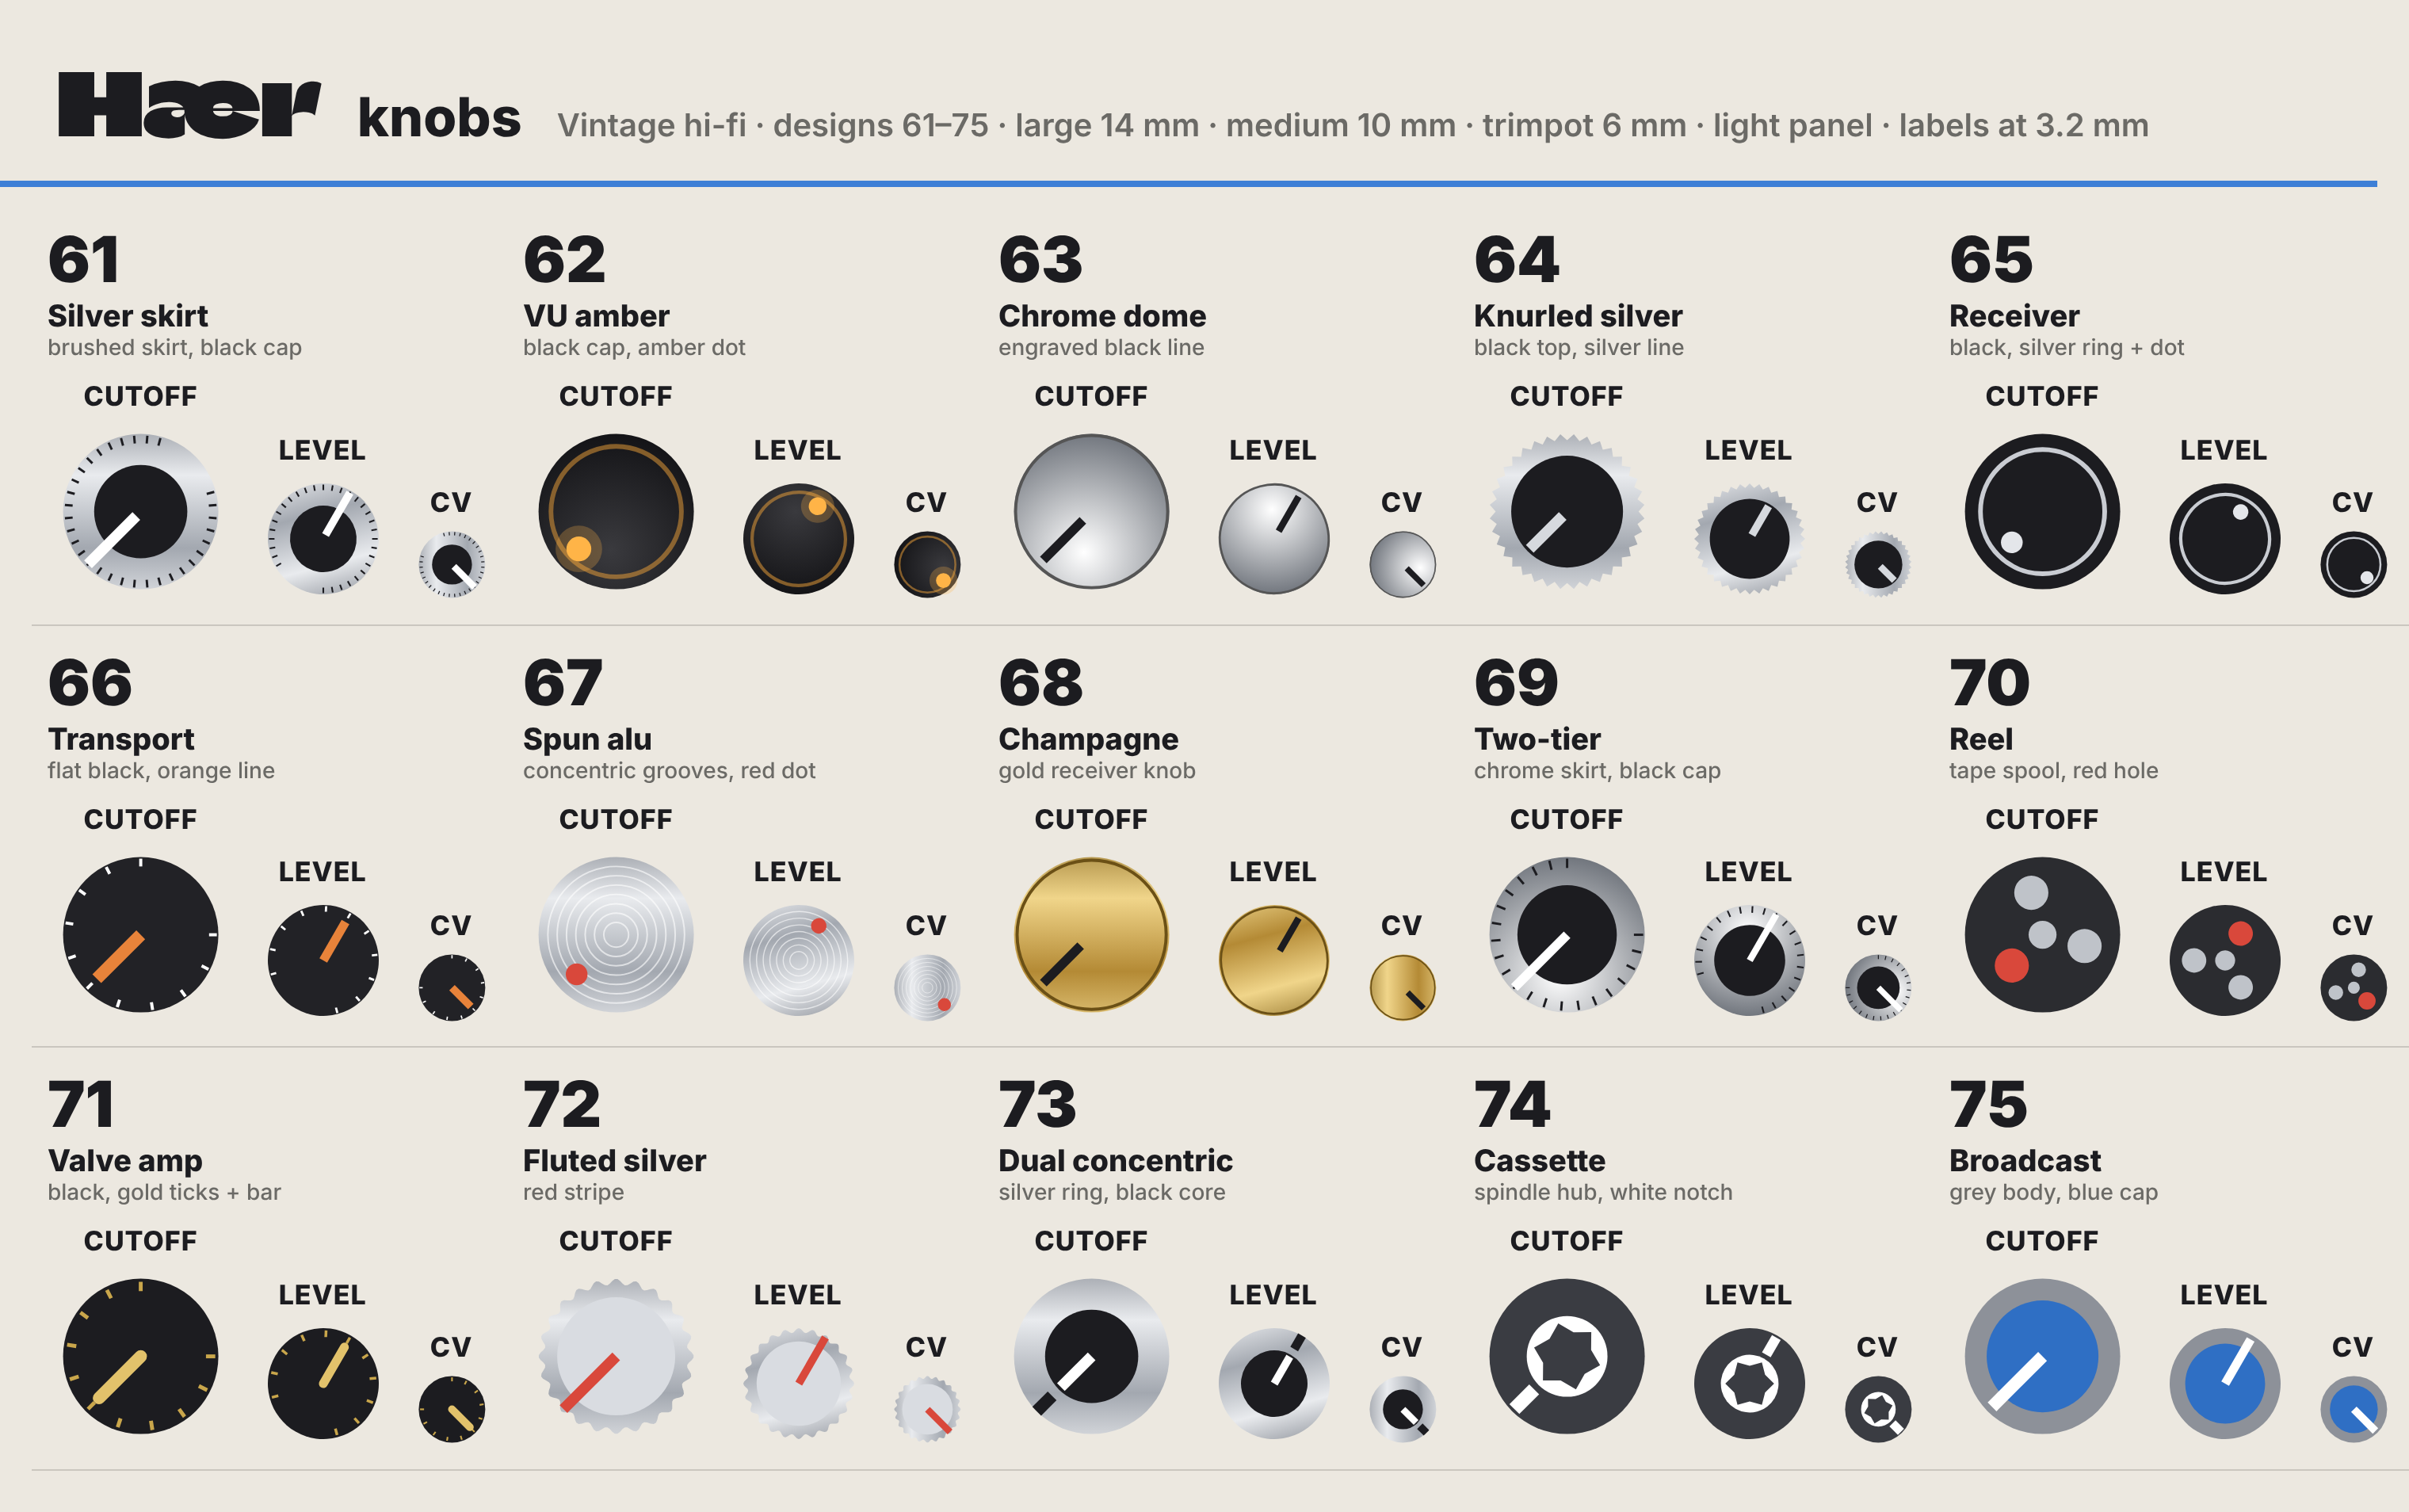 Hær knobs Vintage hi-fi · designs 61–75 · large 14 mm · medium 10 mm · trimpot 6 mm · light panel · labels at 3.2 mm
61
Silver skirt
brushed skirt, black cap
CUTOFF
LEVEL
CV
62
VU amber
black cap, amber dot
CUTOFF
LEVEL
CV
63
Chrome dome
engraved black line
CUTOFF
LEVEL
CV
64
Knurled silver
black top, silver line
CUTOFF
LEVEL
CV
65
Receiver
black, silver ring + dot
CUTOFF
LEVEL
CV
66
Transport
flat black, orange line
CUTOFF
LEVEL
CV
67
Spun alu
concentric grooves, red dot
CUTOFF
LEVEL
CV
68
Champagne
gold receiver knob
CUTOFF
LEVEL
CV
69
Two-tier
chrome skirt, black cap
CUTOFF
LEVEL
CV
70
Reel
tape spool, red hole
CUTOFF
LEVEL
CV
71
Valve amp
black, gold ticks + bar
CUTOFF
LEVEL
CV
72
Fluted silver
red stripe
CUTOFF
LEVEL
CV
73
Dual concentric
silver ring, black core
CUTOFF
LEVEL
CV
74
Cassette
spindle hub, white notch
CUTOFF
LEVEL
CV
75
Broadcast
grey body, blue cap
CUTOFF
LEVEL
CV